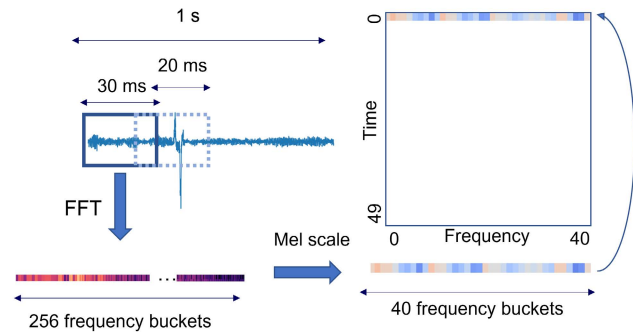 1 s
20 ms
30 ms
FFT
...
256 frequency buckets
Mel scale
0
Time
49
0 Frequency 40
40 frequency buckets